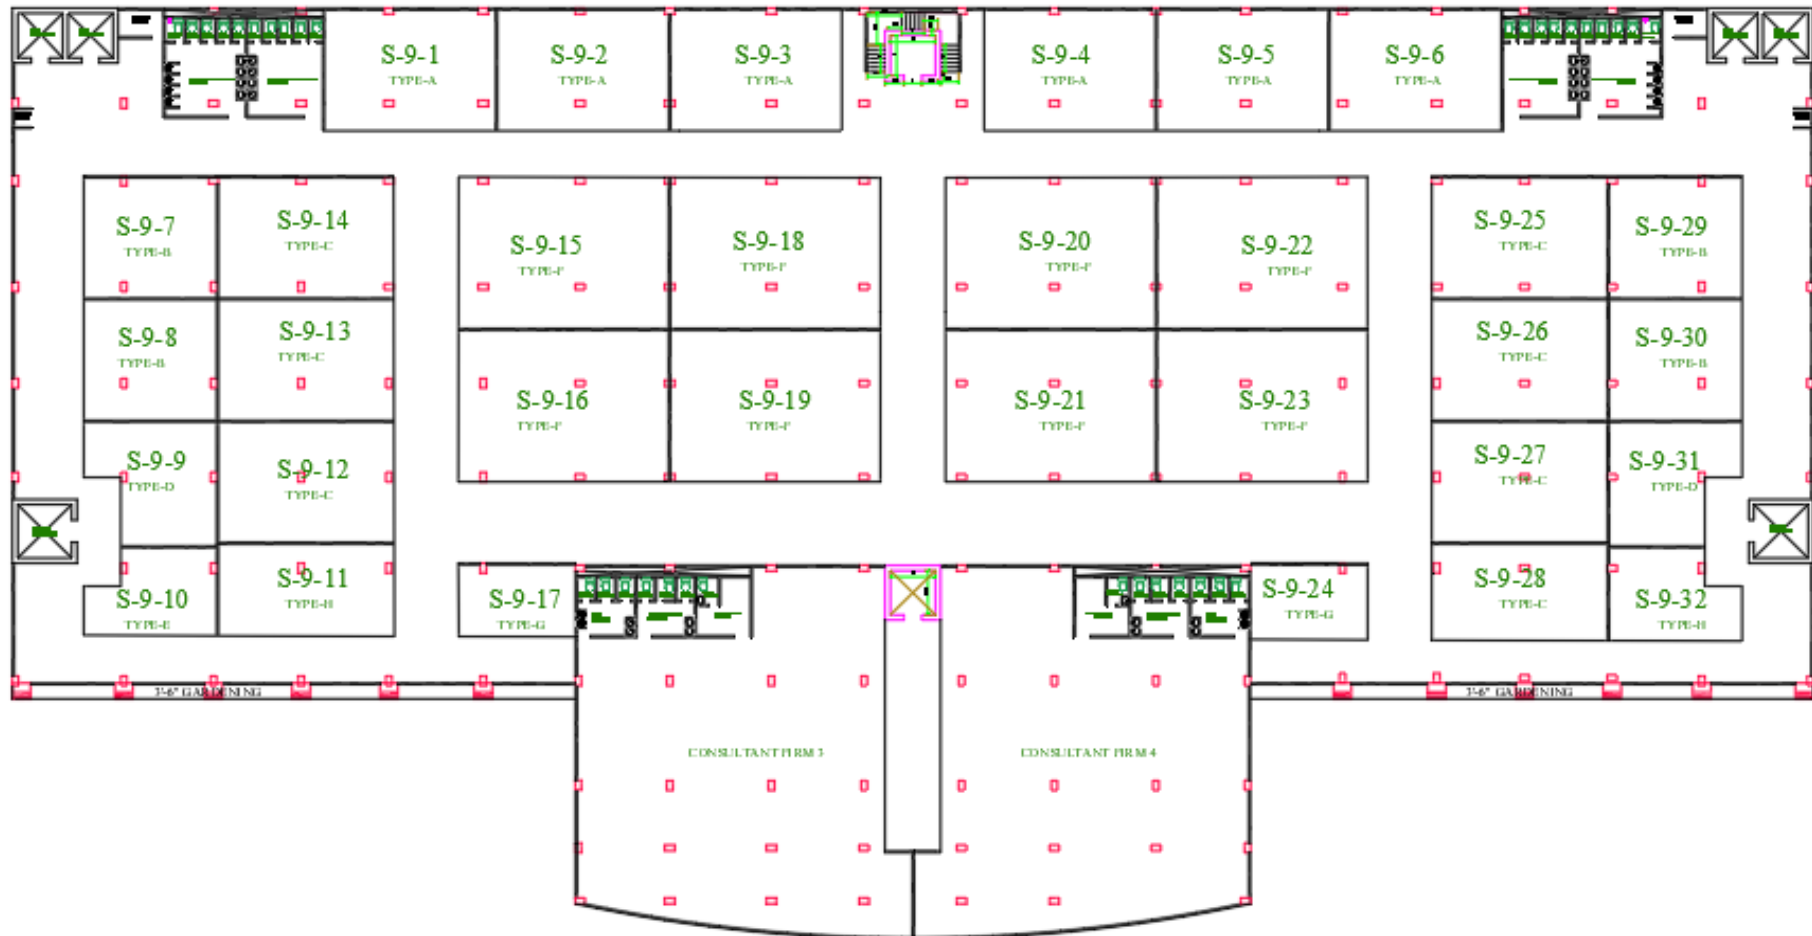 S-9-1
TYPE-A
S-9-2
TYPE-A
S-9-3
TYPE-A
S-9-4
TYPE-A
S-9-5
TYPE-A
S-9-6
TYPE-A
S-9-7
TYPE-B
S-9-14
TYPE-C
S-9-15
TYPE-F
S-9-18
TYPE-F
S-9-20
TYPE-F
S-9-22
TYPE-F
S-9-25
TYPE-C
S-9-29
TYPE-B
S-9-8
TYPE-B
S-9-13
TYPE-C
S-9-26
TYPE-C
S-9-30
TYPE-B
S-9-16
TYPE-F
S-9-19
TYPE-F
S-9-21
TYPE-F
S-9-23
TYPE-F
S-9-9
TYPE-D
S-9-12
TYPE-C
S-9-27
TYPE-C
S-9-31
TYPE-D
S-9-10
TYPE-E
S-9-11
TYPE-H
S-9-17
TYPE-G
S-9-24
TYPE-G
S-9-28
TYPE-C
S-9-32
TYPE-H
3'-6" GARDENING
3'-6" GARDENING
CONSULTANT FIRM 3
CONSULTANT FIRM 4